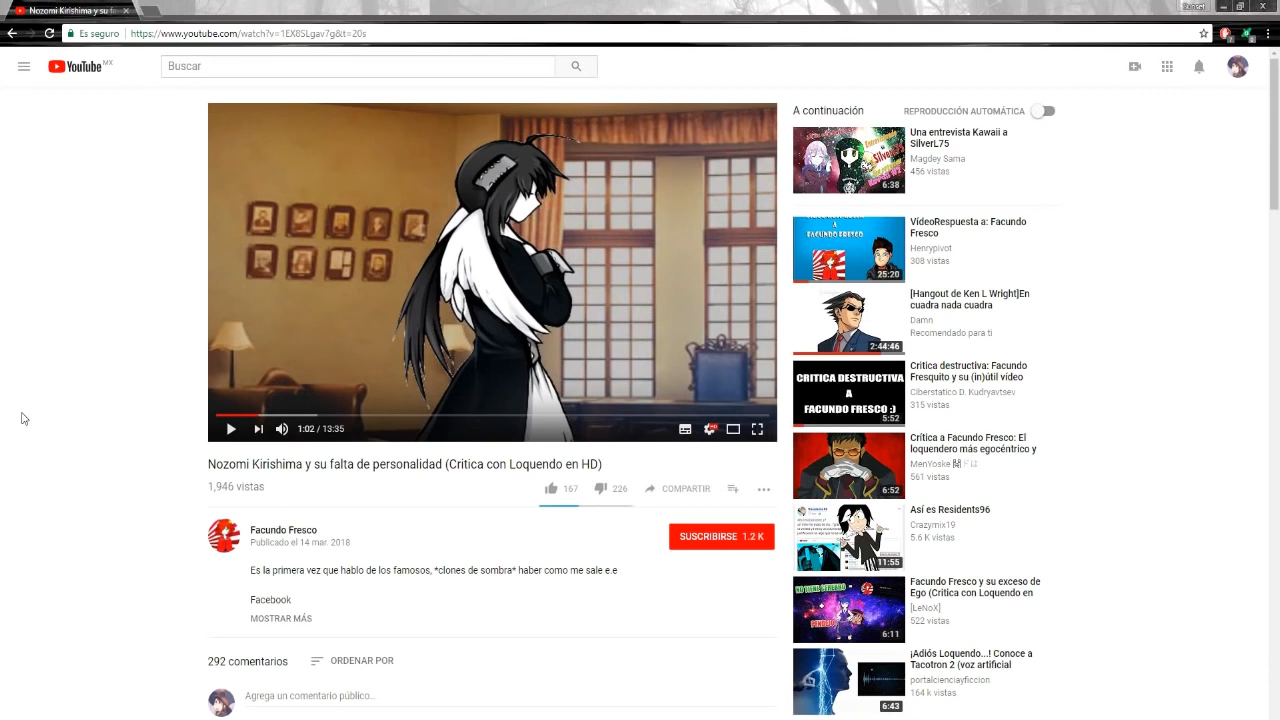 Nozomi Kirishima y su fa
Sunset
Es seguro
https://www.youtube.com/watch?v=1EX8SLgav7g&t=20s
YouTube MX
Buscar
1:02 / 13:35
HD
Nozomi Kirishima y su falta de personalidad (Critica con Loquendo en HD)
1,946 vistas
167
226
COMPARTIR
Facundo Fresco
Publicado el 14 mar. 2018
SUSCRIBIRSE 1.2 K
Es la primera vez que hablo de los famosos, *clones de sombra* haber como me sale e.e
Facebook
MOSTRAR MÁS
292 comentarios
ORDENAR POR
Agrega un comentario público...
A continuación
REPRODUCCIÓN AUTOMÁTICA
6:38
Una entrevista Kawaii a
SilverL75
Magdey Sama
456 vistas
FACUNDO FRESCO
25:20
VídeoRespuesta a: Facundo
Fresco
Henrypivot
308 vistas
2:44:46
[Hangout de Ken L Wright]En
cuadra nada cuadra
Damn
Recomendado para ti
CRITICA DESTRUCTIVA
A
FACUNDO FRESCO :)
5:52
Critica destructiva: Facundo
Fresquito y su (in)útil vídeo
Ciberstatico D. Kudryavtsev
315 vistas
6:52
Crítica a Facundo Fresco: El
loquendero más egocéntrico y
MenYoske
561 vistas
11:55
Así es Residents96
Crazymix19
5.6 K vistas
6:11
Facundo Fresco y su exceso de
Ego (Critica con Loquendo en
[LeNoX]
522 vistas
6:43
¡Adiós Loquendo...! Conoce a
Tacotron 2 (voz artificial
portalcienciayficcion
164 k vistas